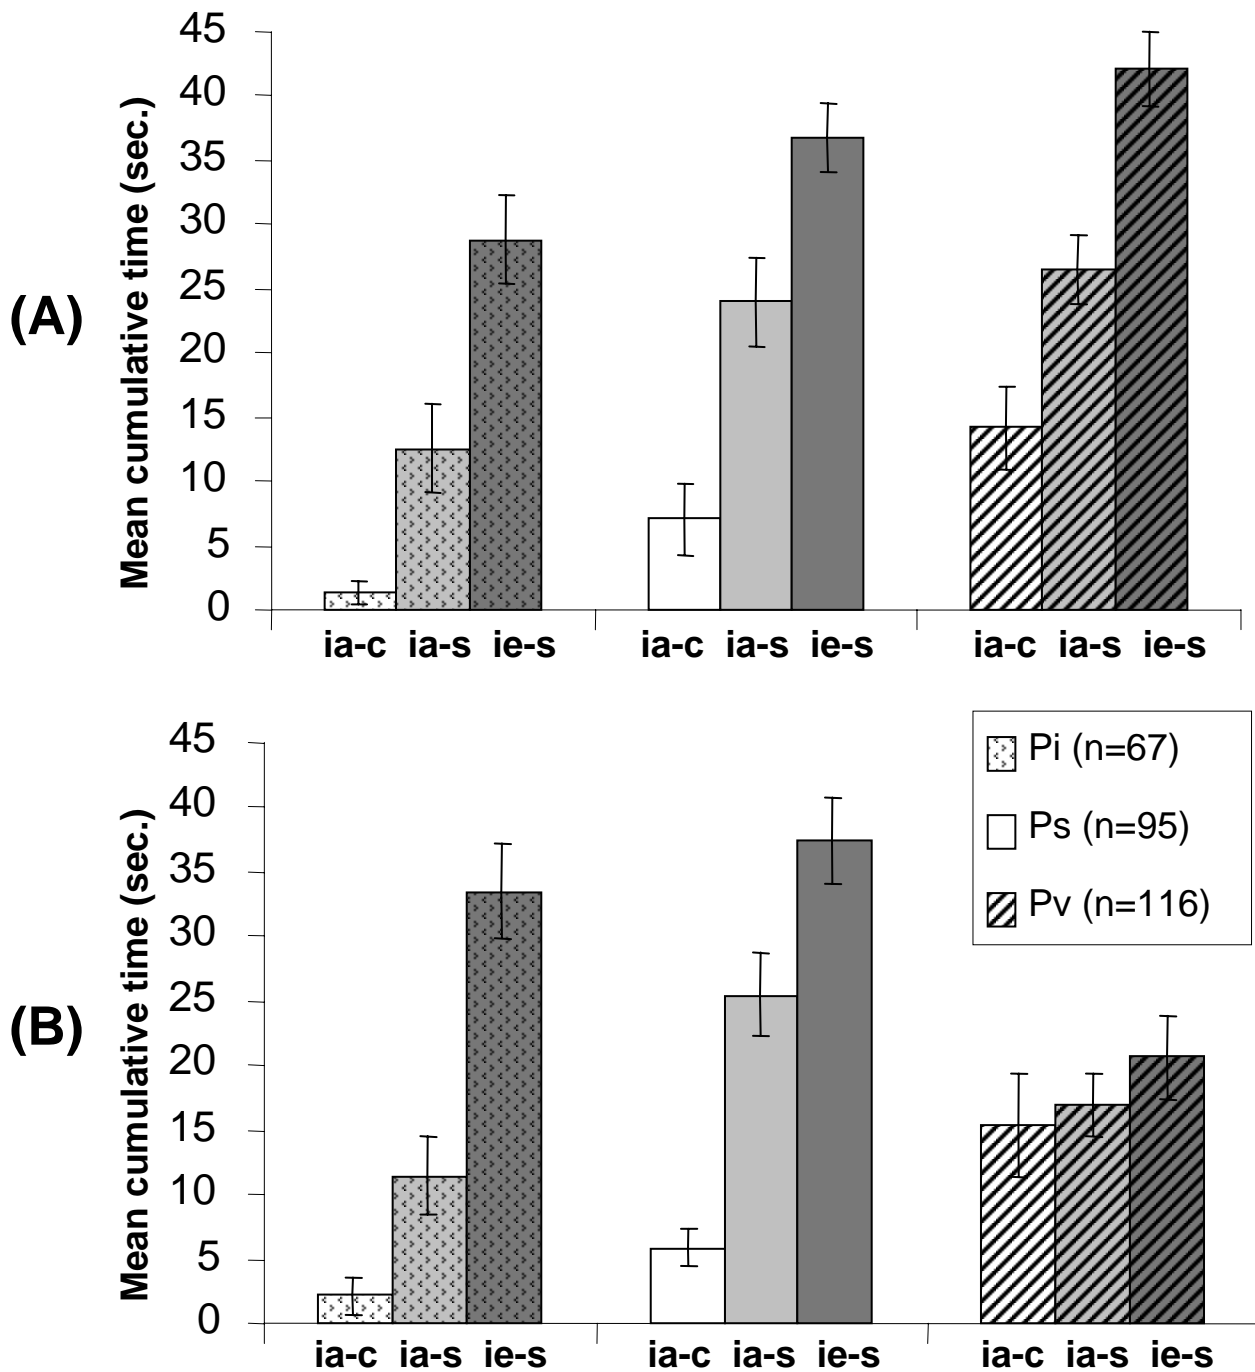 (A)
Mean cumulative time (sec.)
45
40
35
30
25
20
15
10
5
0
ia-c ia-s ie-s ia-c ia-s ie-s ia-c ia-s ie-s
(B)
Mean cumulative time (sec.)
45
40
35
30
25
20
15
10
5
0
Pi (n=67)
Ps (n=95)
Pv (n=116)
ia-c ia-s ie-s ia-c ia-s ie-s ia-c ia-s ie-s